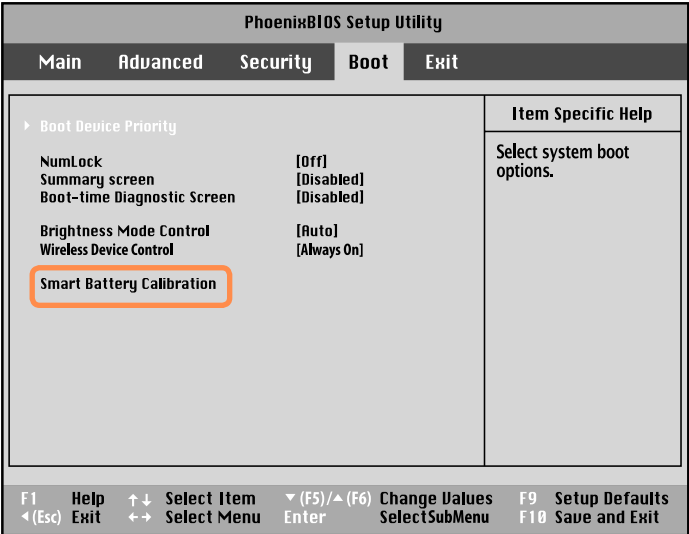 PhoenixBIOS Setup Utility
Main Advanced Security Boot Exit
Boot Device Priority
NumLock [Off]
Summary screen [Disabled]
Boot-time Diagnostic Screen [Disabled]
Brightness Mode Control [Auto]
Wireless Device Control [Always On]
Smart Battery Calibration
Item Specific Help
Select system boot
options.
F1 Help ↑↓ Select Item ▼(F5)/▲(F6) Change Values F9 Setup Defaults
◄(Esc) Exit ←→ Select Menu Enter SelectSubMenu F10 Save and Exit